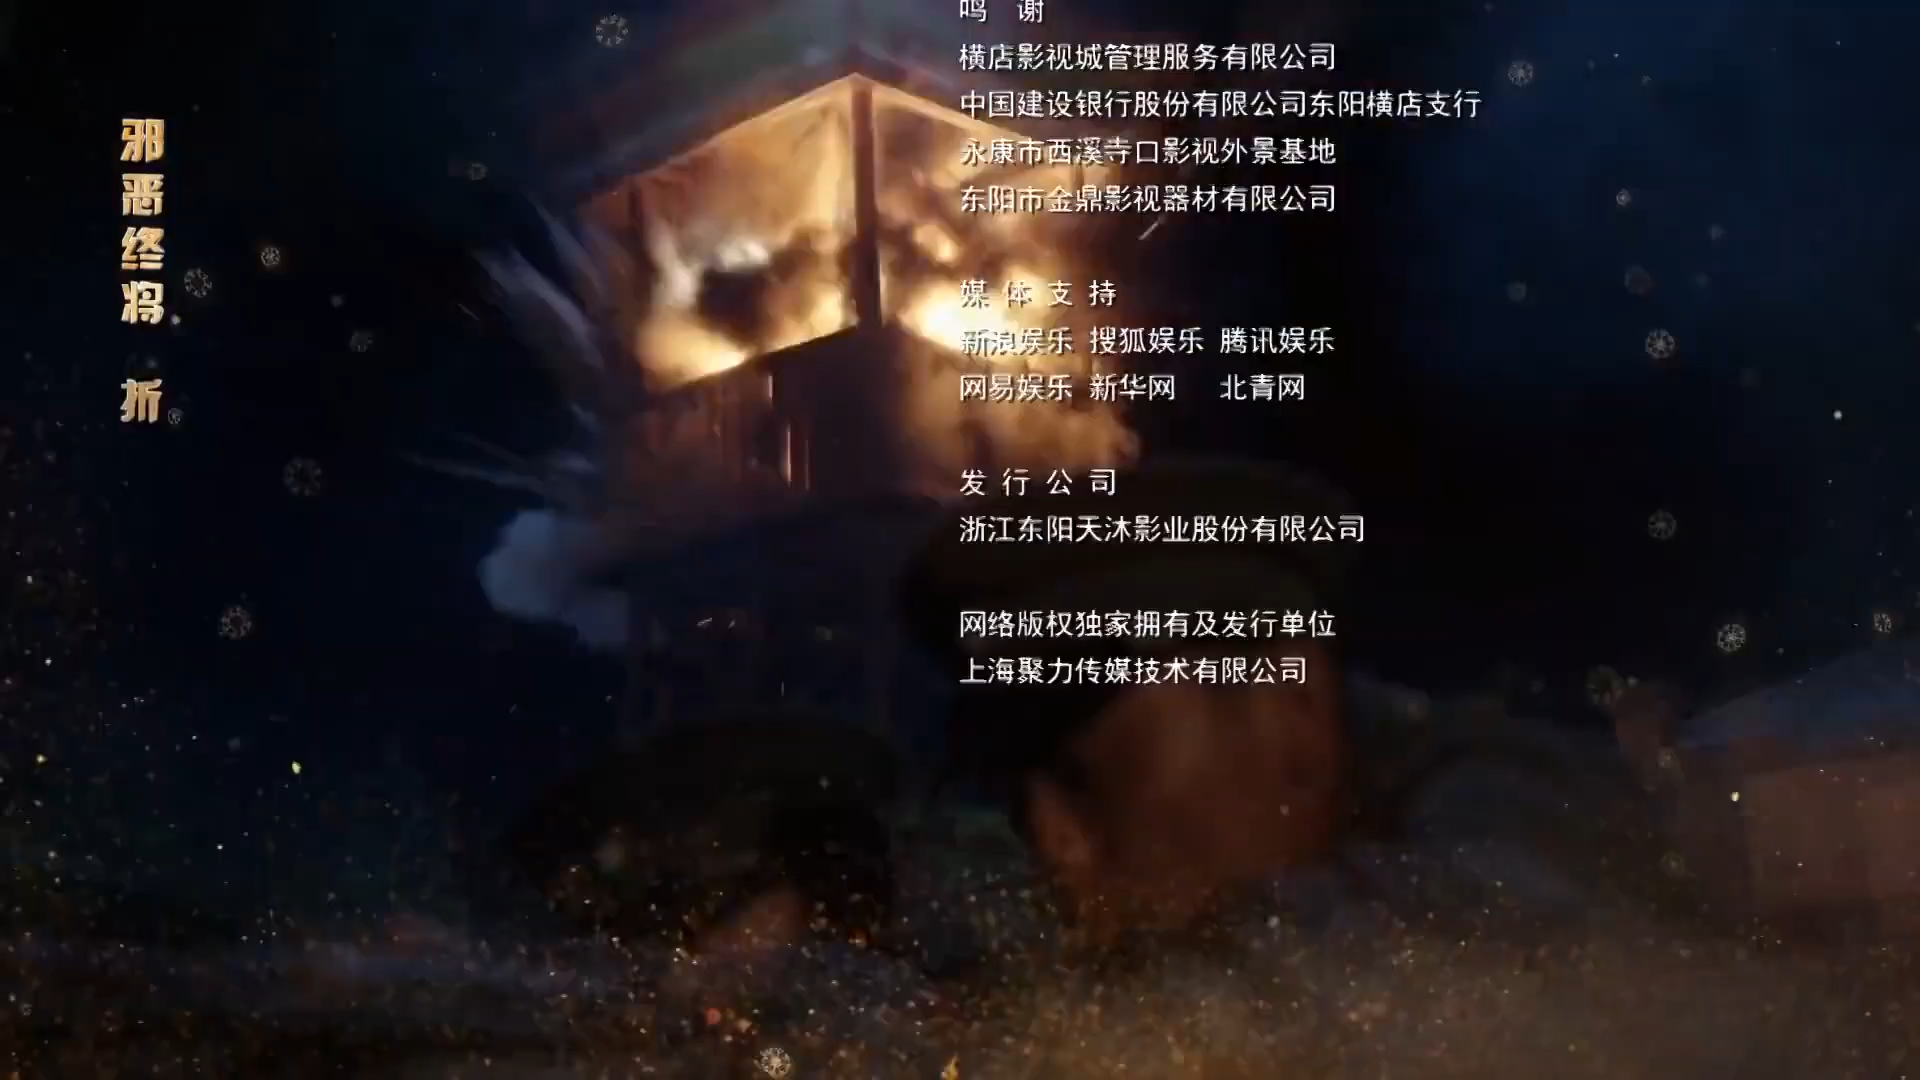 邪恶终将 折
鸣 谢
横店影视城管理服务有限公司
中国建设银行股份有限公司东阳横店支行
永康市西溪寺口影视外景基地
东阳市金鼎影视器材有限公司
媒 体 支 持
新浪娱乐 搜狐娱乐 腾讯娱乐
网易娱乐 新华网 北青网
发 行 公 司
浙江东阳天沐影业股份有限公司
网络版权独家拥有及发行单位
上海聚力传媒技术有限公司